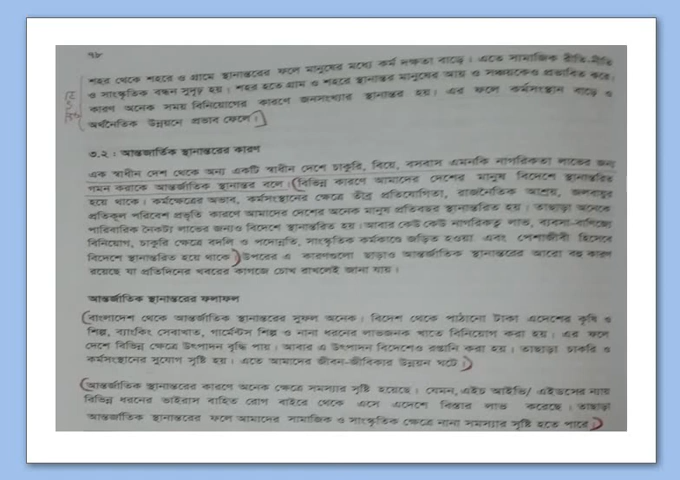 ৭৮
শহর থেকে শহরে ও গ্রামে স্থানান্তরের ফলে মানুষের মধ্যে কর্ম দক্ষতা বাড়ে। এতে সামাজিক রীতি-নীতি
ও সাংস্কৃতিক বন্ধন সুদৃঢ় হয়। শহর হতে গ্রাম ও শহরে স্থানান্তর মানুষের আয় ও সঞ্চয়কেও প্রভাবিত করে।
কারণ অনেক সময় বিনিয়োগের কারণে জনসংখ্যার স্থানান্তর হয়। এর ফলে কর্মসংস্থান বাড়ে ও
অর্থনৈতিক উন্নয়নে প্রভাব ফেলে।
সুফল
৩.২ : আন্তর্জাতিক স্থানান্তরের কারণ
এক স্বাধীন দেশ থেকে অন্য একটি স্বাধীন দেশে চাকুরি, বিয়ে, বসবাস এমনকি নাগরিকতা লাভের জন্য
গমন করাকে আন্তর্জাতিক স্থানান্তর বলে। বিভিন্ন কারণে আমাদের দেশের মানুষ বিদেশে স্থানান্তরিত
হয়ে থাকে। কর্মক্ষেত্রের অভাব, কর্মসংস্থানের ক্ষেত্রে তীব্র প্রতিযোগিতা, রাজনৈতিক আশ্রয়, জলবায়ুর
প্রতিকূল পরিবেশ প্রভৃতি কারণে আমাদের দেশের অনেক মানুষ প্রতিবছর স্থানান্তরিত হয়। তাছাড়া অনেকে
পারিবারিক নৈকট্য লাভের জন্যও বিদেশে স্থানান্তরিত হয়। আবার কেউ কেউ নাগরিকত্ব লাভ, ব্যবসা-বাণিজ্যে
বিনিয়োগ, চাকুরি ক্ষেত্রে বদলি ও পদোন্নতি, সাংস্কৃতিক কর্মকাণ্ডে জড়িত হওয়া এবং পেশাজীবী হিসেবে
বিদেশে স্থানান্তরিত হয়ে থাকে। উপরের এ কারণগুলো ছাড়াও আন্তর্জাতিক স্থানান্তরের আরো বহু কারণ
রয়েছে যা প্রতিদিনের খবরের কাগজে চোখ রাখলেই জানা যায়।
আন্তর্জাতিক স্থানান্তরের ফলাফল
বাংলাদেশ থেকে আন্তর্জাতিক স্থানান্তরের সুফল অনেক। বিদেশ থেকে পাঠানো টাকা এদেশের কৃষি ও
শিল্প, ব্যাংকিং সেবাখাত, গার্মেন্টস শিল্প ও নানা ধরনের লাভজনক খাতে বিনিয়োগ করা হয়। এর ফলে
দেশে বিভিন্ন ক্ষেত্রে উৎপাদন বৃদ্ধি পায়। আবার এ উৎপাদন বিদেশেও রপ্তানি করা হয়। তাছাড়া চাকরি ও
কর্মসংস্থানের সুযোগ সৃষ্টি হয়। এতে আমাদের জীবন-জীবিকার উন্নয়ন ঘটে।
আন্তর্জাতিক স্থানান্তরের কারণে অনেক ক্ষেত্রে সমস্যার সৃষ্টি হয়েছে। যেমন, এইচ আইভি/ এইডসের ন্যায়
বিভিন্ন ধরনের ভাইরাস বাহিত রোগ বাইরে থেকে এসে এদেশে বিস্তার লাভ করেছে। তাছাড়া
আন্তর্জাতিক স্থানান্তরের ফলে আমাদের সামাজিক ও সাংস্কৃতিক ক্ষেত্রে নানা সমস্যার সৃষ্টি হতে পারে।